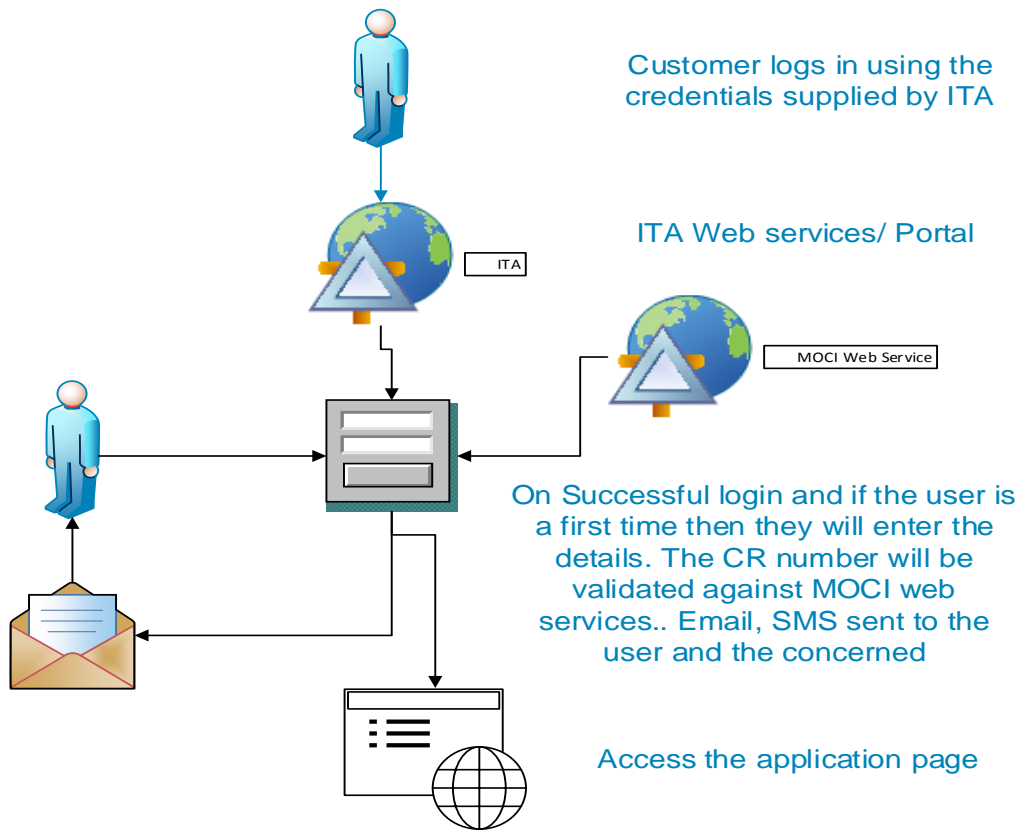 Customer logs in using the
credentials supplied by ITA
ITA Web services/ Portal
ITA
MOCI Web Service
On Successful login and if the user is
a first time then they will enter the
details. The CR number will be
validated against MOCI web
services.. Email, SMS sent to the
user and the concerned
Access the application page